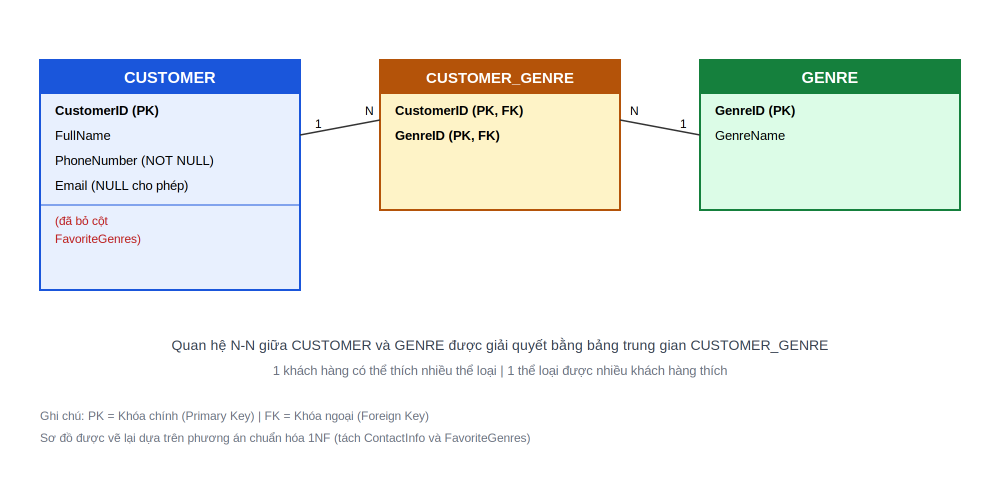 CUSTOMER
CustomerID (PK)
FullName
PhoneNumber (NOT NULL)
Email (NULL cho phép)
(đã bỏ cột
FavoriteGenres)
1
N
CUSTOMER_GENRE
CustomerID (PK, FK)
GenreID (PK, FK)
N
1
GENRE
GenreID (PK)
GenreName
Quan hệ N-N giữa CUSTOMER và GENRE được giải quyết bằng bảng trung gian CUSTOMER_GENRE
1 khách hàng có thể thích nhiều thể loại | 1 thể loại được nhiều khách hàng thích
Ghi chú: PK = Khóa chính (Primary Key) | FK = Khóa ngoại (Foreign Key)
Sơ đồ được vẽ lại dựa trên phương án chuẩn hóa 1NF (tách ContactInfo và FavoriteGenres)